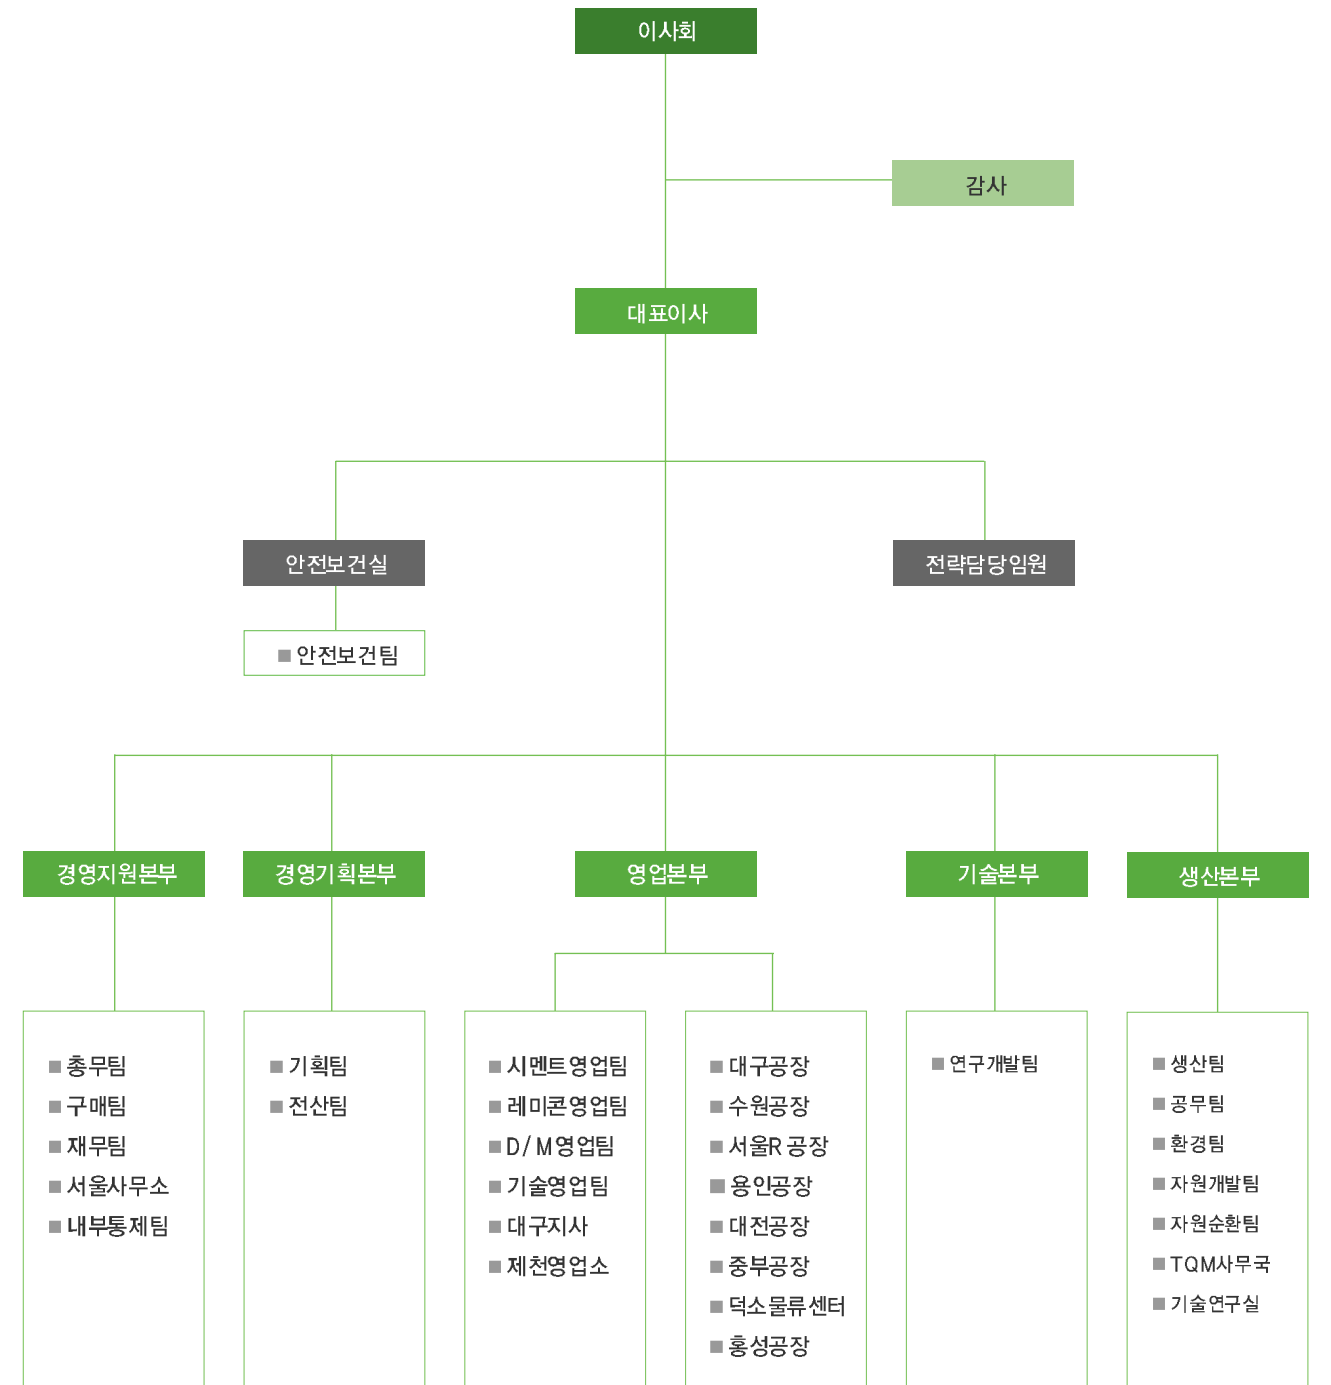 이사회
감사
대표이사
안전보건실
전략담당임원
■ 안전보건팀
경영지원본부
경영기획본부
영업본부
기술본부
생산본부
■ 총무팀
■ 구매팀
■ 재무팀
■ 서울사무소
■ 내부통제팀
■ 기획팀
■ 전산팀
■ 시멘트영업팀
■ 레미콘영업팀
■ D/M영업팀
■ 기술영업팀
■ 대구지사
■ 제천영업소
■ 대구공장
■ 수원공장
■ 서울R 공장
■ 용인공장
■ 대전공장
■ 중부공장
■ 덕소물류센터
■ 홍성공장
■ 연구개발팀
■ 생산팀
■ 공무팀
■ 환경팀
■ 자원개발팀
■ 자원순환팀
■ TQM사무국
■ 기술연구실